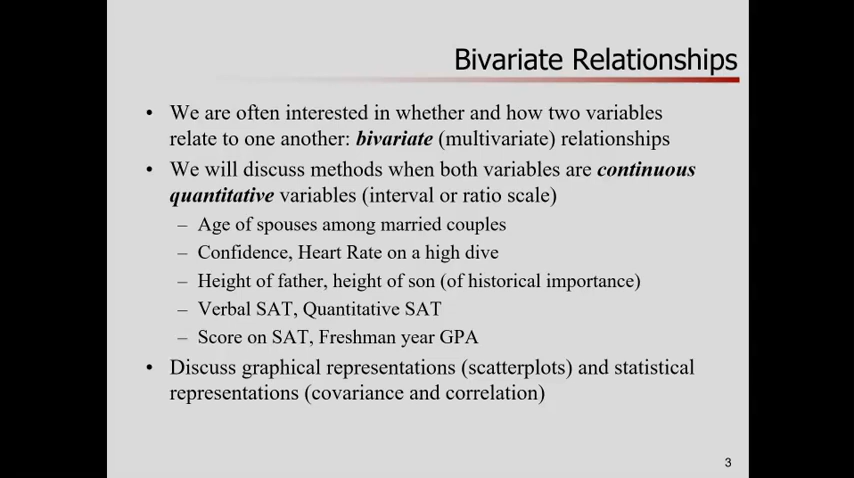 Bivariate Relationships
• We are often interested in whether and how two variables
relate to one another: bivariate (multivariate) relationships
• We will discuss methods when both variables are continuous
quantitative variables (interval or ratio scale)
– Age of spouses among married couples
– Confidence, Heart Rate on a high dive
– Height of father, height of son (of historical importance)
– Verbal SAT, Quantitative SAT
– Score on SAT, Freshman year GPA
• Discuss graphical representations (scatterplots) and statistical
representations (covariance and correlation)
3